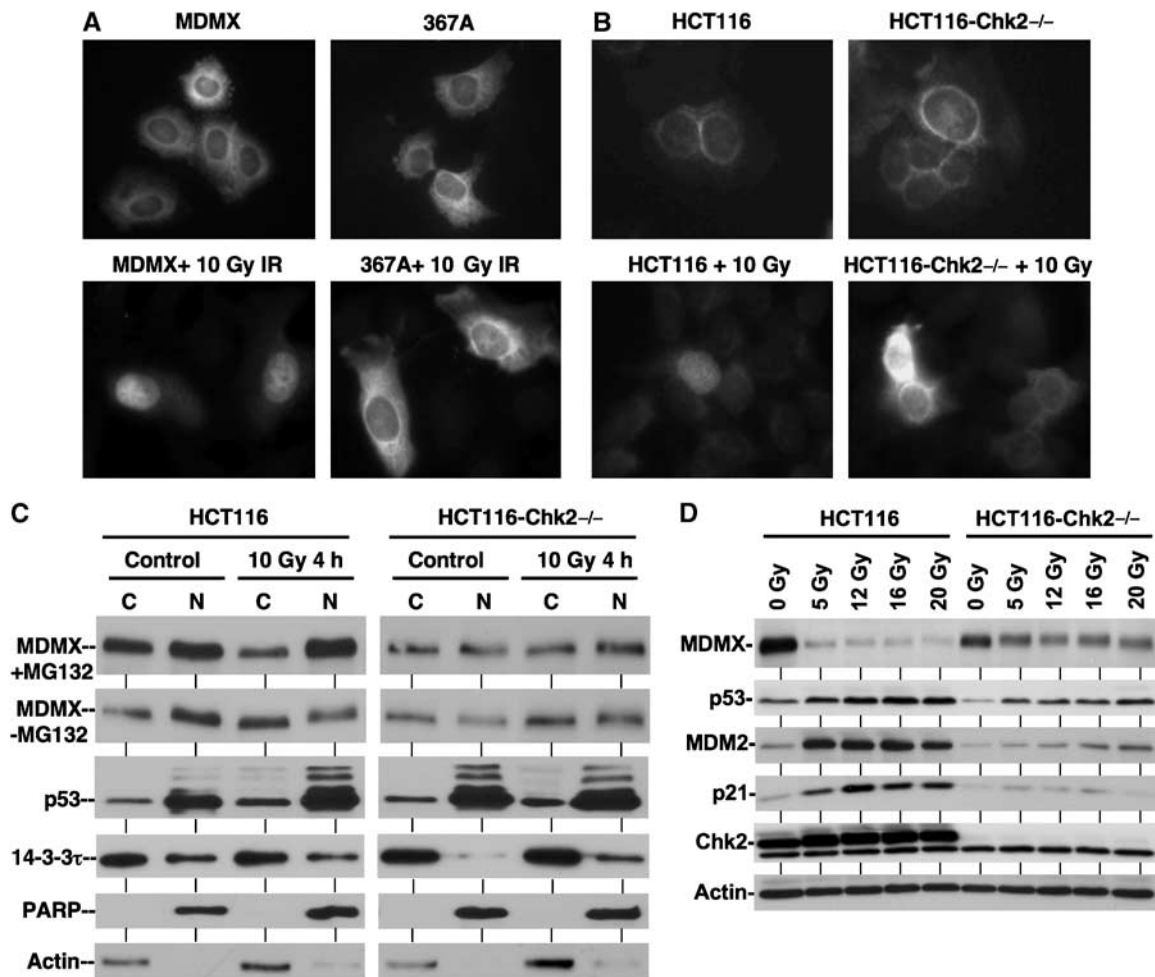 A
MDMX
367A
B
HCT116
HCT116-Chk2–/–
MDMX+ 10 Gy IR
367A+ 10 Gy IR
HCT116 + 10 Gy
HCT116-Chk2–/– + 10 Gy
C
HCT116
HCT116-Chk2–/–
Control
10 Gy 4 h
Control
10 Gy 4 h
C N C N C N C N
MDMX---
+MG132
MDMX---
-MG132
p53---
14-3-3τ---
PARP---
Actin---
D
HCT116
HCT116-Chk2–/–
0 Gy
5 Gy
12 Gy
16 Gy
20 Gy
0 Gy
5 Gy
12 Gy
16 Gy
20 Gy
MDMX-
p53-
MDM2-
p21-
Chk2-
Actin-